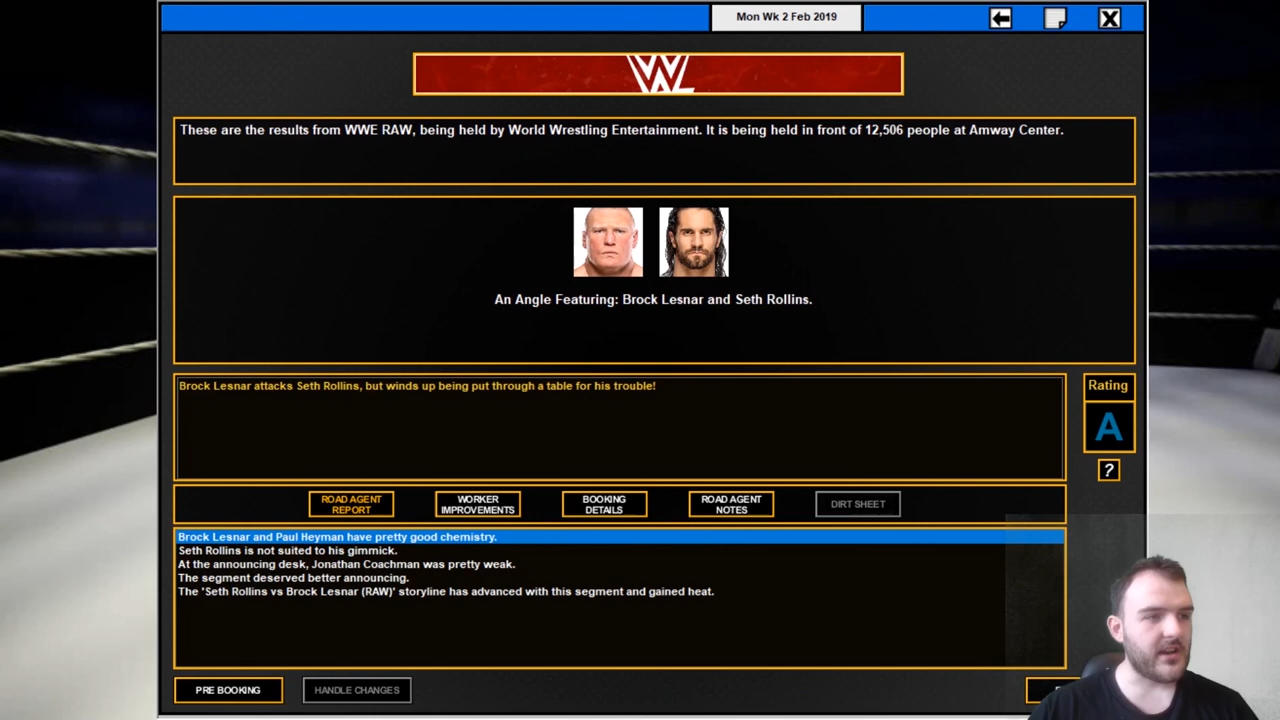 Mon Wk 2 Feb 2019
These are the results from WWE RAW, being held by World Wrestling Entertainment. It is being held in front of 12,506 people at Amway Center.
An Angle Featuring: Brock Lesnar and Seth Rollins.
Brock Lesnar attacks Seth Rollins, but winds up being put through a table for his trouble!
Rating
A
?
ROAD AGENT REPORT
WORKER IMPROVEMENTS
BOOKING DETAILS
ROAD AGENT NOTES
DIRT SHEET
Brock Lesnar and Paul Heyman have pretty good chemistry.
Seth Rollins is not suited to his gimmick.
At the announcing desk, Jonathan Coachman was pretty weak.
The segment deserved better announcing.
The 'Seth Rollins vs Brock Lesnar (RAW)' storyline has advanced with this segment and gained heat.
PRE BOOKING
HANDLE CHANGES